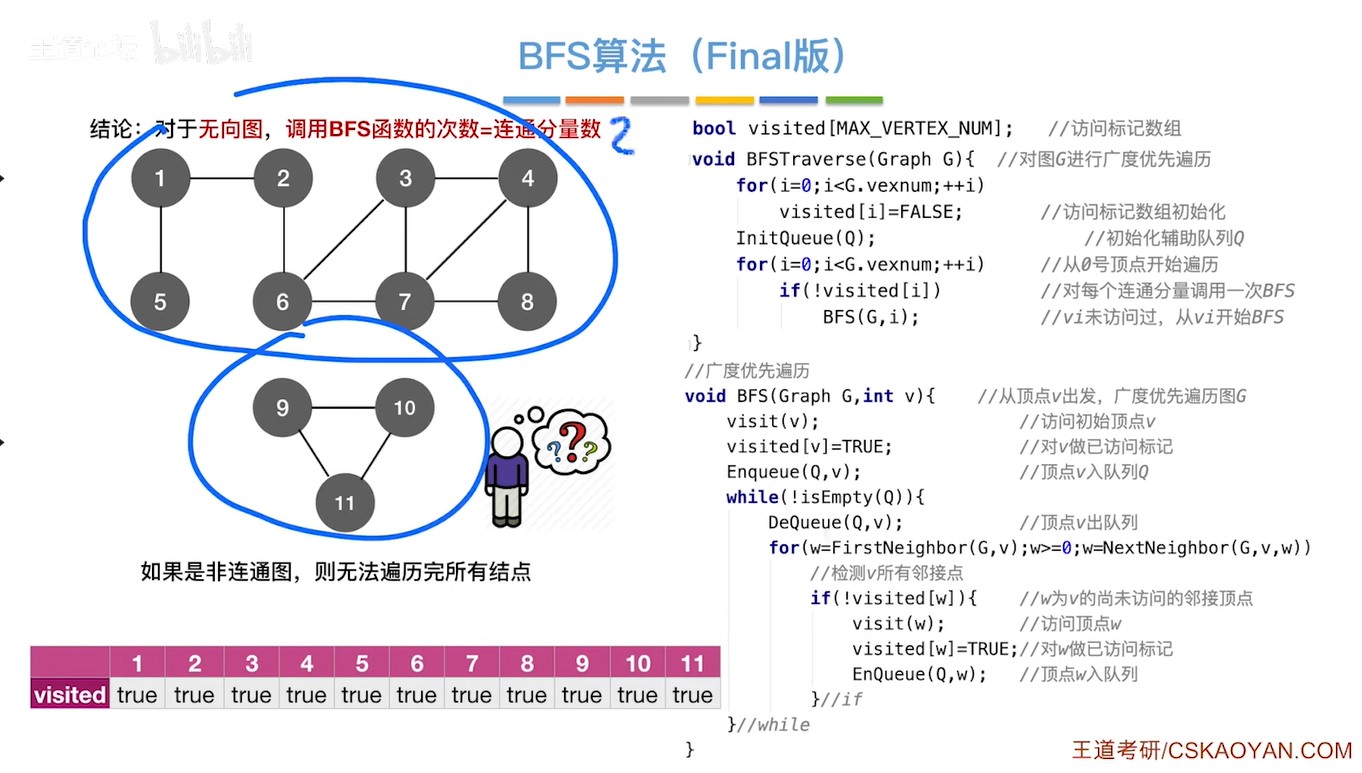 王道论坛 bilibili
BFS算法（Final版）
结论：对于无向图，调用BFS函数的次数=连通分量数 2
1 2 3 4
5 6 7 8
9 10
11
? ? ?
如果是非连通图，则无法遍历完所有结点
1 2 3 4 5 6 7 8 9 10 11
visited true true true true true true true true true true true
bool visited[MAX_VERTEX_NUM]; //访问标记数组
void BFSTraverse(Graph G){ //对图G进行广度优先遍历
for(i=0;i<G.vexnum;++i)
visited[i]=FALSE; //访问标记数组初始化
InitQueue(Q); //初始化辅助队列Q
for(i=0;i<G.vexnum;++i) //从0号顶点开始遍历
if(!visited[i]) //对每个连通分量调用一次BFS
BFS(G,i); //vi未访问过，从vi开始BFS
}
//广度优先遍历
void BFS(Graph G,int v){ //从顶点v出发，广度优先遍历图G
visit(v); //访问初始顶点v
visited[v]=TRUE; //对v做已访问标记
Enqueue(Q,v); //顶点v入队列Q
while(!isEmpty(Q)){
DeQueue(Q,v); //顶点v出队列
for(w=FirstNeighbor(G,v);w>=0;w=NextNeighbor(G,v,w))
//检测v所有邻接点
if(!visited[w]){ //w为v的尚未访问的邻接顶点
visit(w); //访问顶点w
visited[w]=TRUE;//对w做已访问标记
EnQueue(Q,w); //顶点w入队列
}//if
}//while
}
王道考研/CSKAOYAN.COM